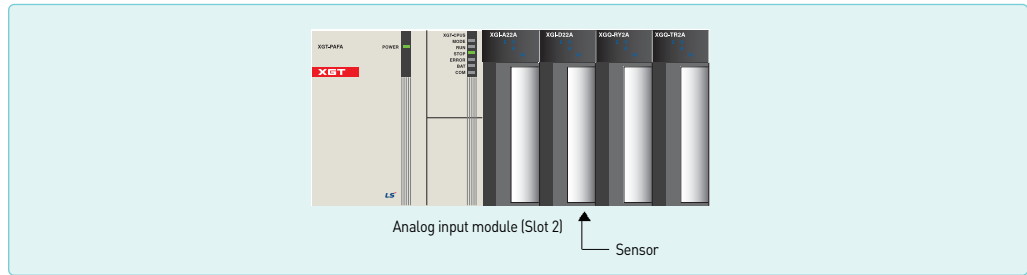 XGT-PAFA
POWER
XGT
LS
XGT-CPUS
MODE
RUN
STOP
ERROR
BAT
COM
XGI-A22A
XGI-D22A
XGQ-RY2A
XGQ-TR2A
Analog input module (Slot 2)
Sensor